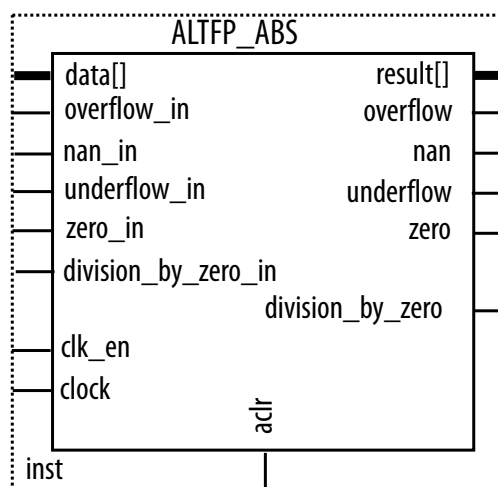 ALTFP_ABS
data[]
result[]
overflow_in
overflow
nan_in
nan
underflow_in
underflow
zero_in
zero
division_by_zero_in
division_by_zero
clk_en
clock
aclr
inst